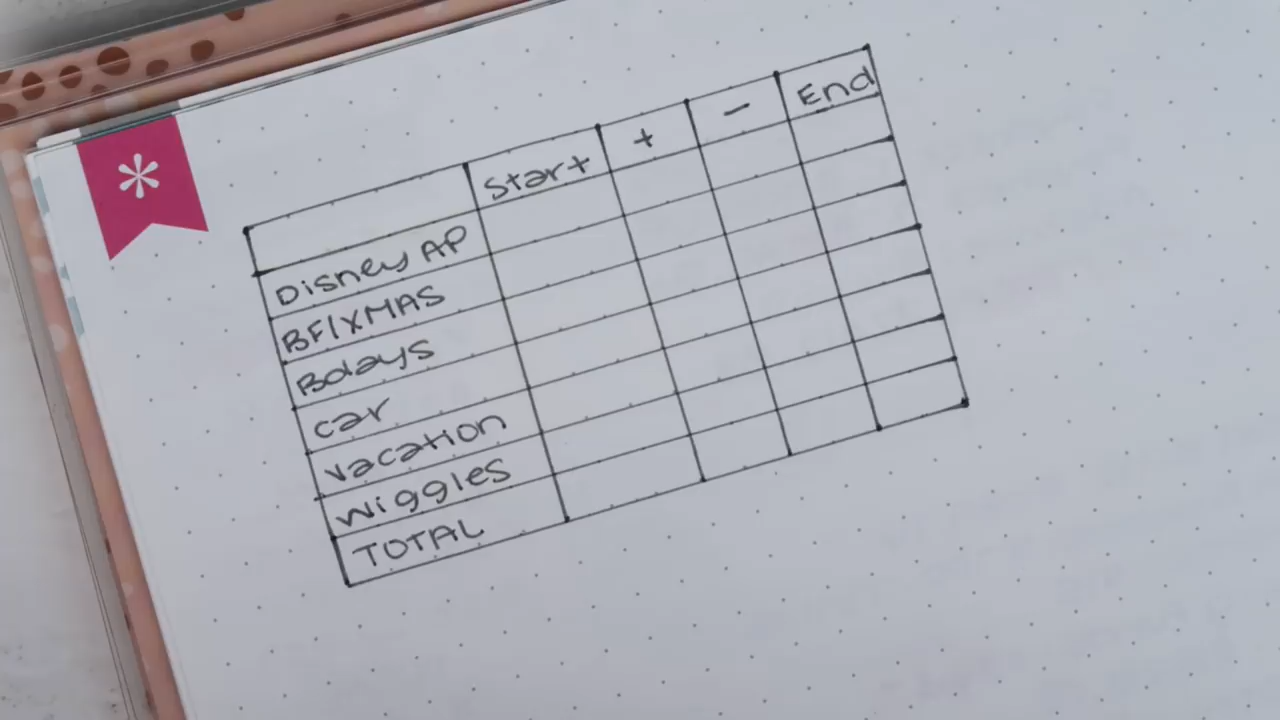 Start + - End
Disney AP
BF/XMAS
Bdays
car
vacation
wiggles
TOTAL